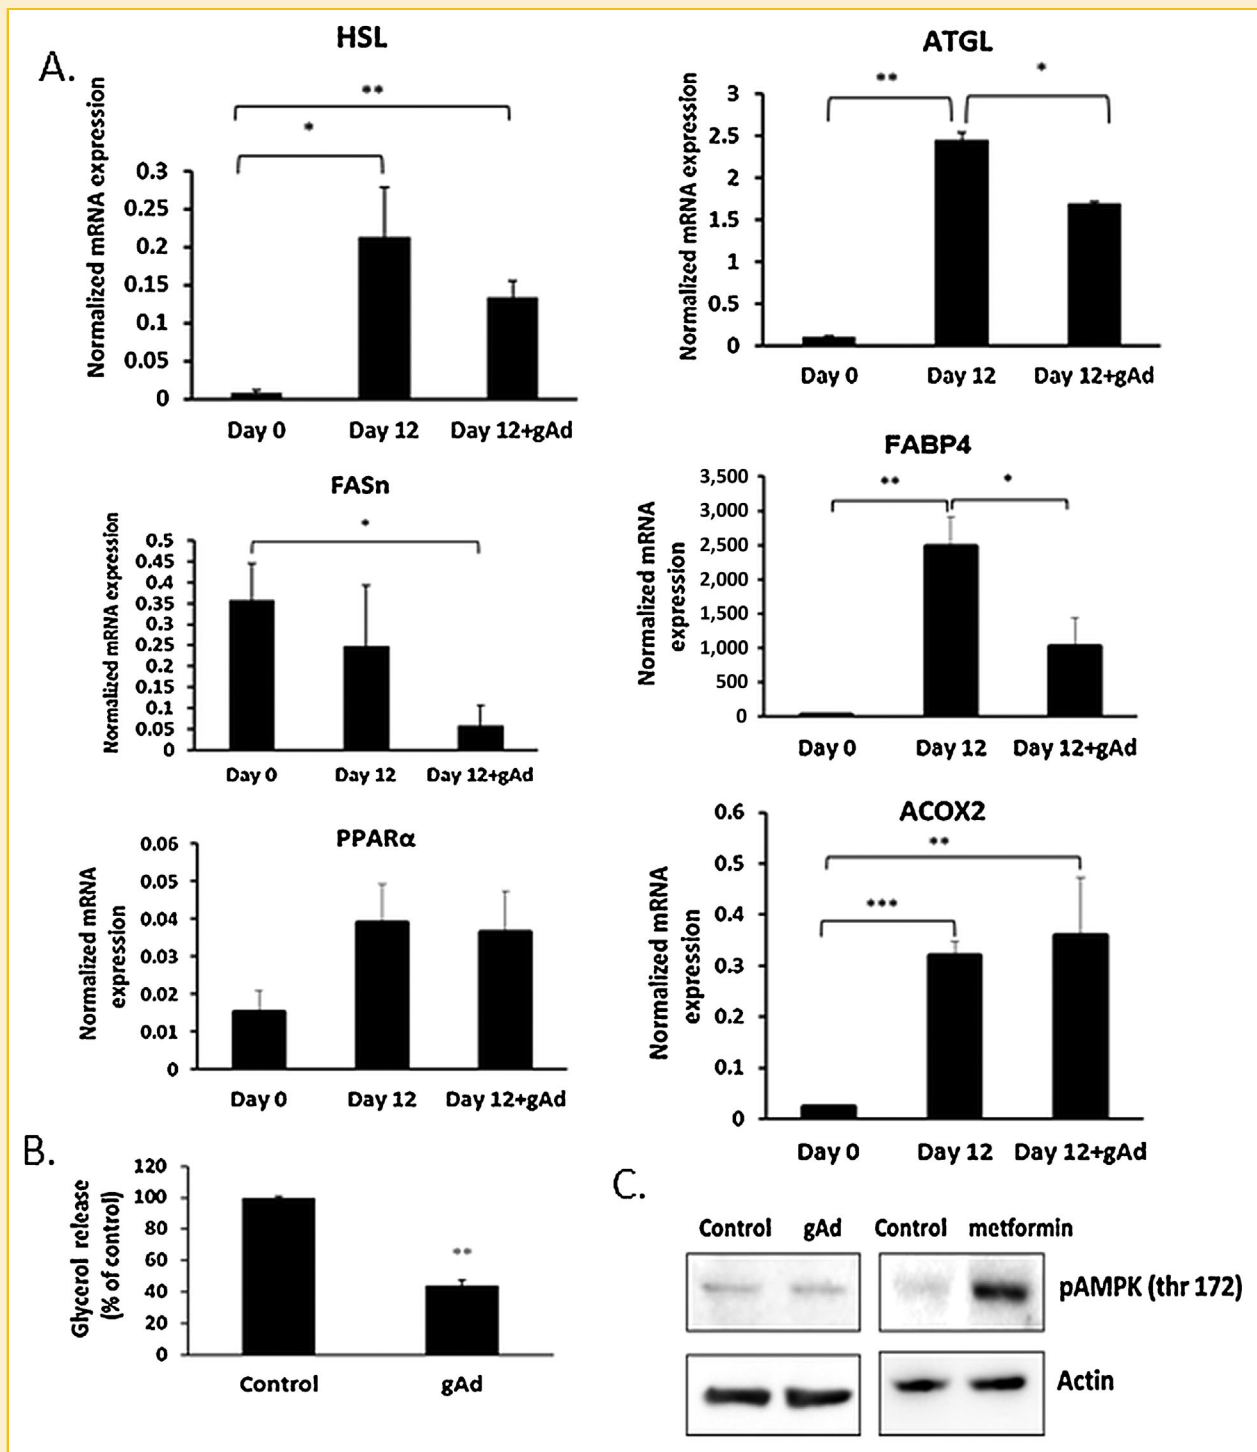 A.
HSL
**
*
Normalized mRNA expression
0.3
0.25
0.2
0.15
0.1
0.05
0
Day 0 Day 12 Day 12+gAd
ATGL
** *
Normalized mRNA expression
3
2.5
2
1.5
1
0.5
0
Day 0 Day 12 Day 12+gAd
FASn
*
Normalized mRNA expression
0.5
0.45
0.4
0.35
0.3
0.25
0.2
0.15
0.1
0.05
0
Day 0 Day 12 Day 12+gAd
FABP4
** *
Normalized mRNA
expression
3,500
3,000
2,500
2,000
1,500
1,000
500
0
Day 0 Day 12 Day 12+gAd
PPARα
Normalized mRNA
expression
0.06
0.05
0.04
0.03
0.02
0.01
0
Day 0 Day 12 Day 12+gAd
ACOX2
**
***
Normalized mRNA
expression
0.6
0.5
0.4
0.3
0.2
0.1
0
Day 0 Day 12 Day 12+gAd
B.
Glycerol release
(% of control)
120
100
80
60
40
20
0
**
Control gAd
C.
Control gAd Control metformin
pAMPK (thr 172)
Actin